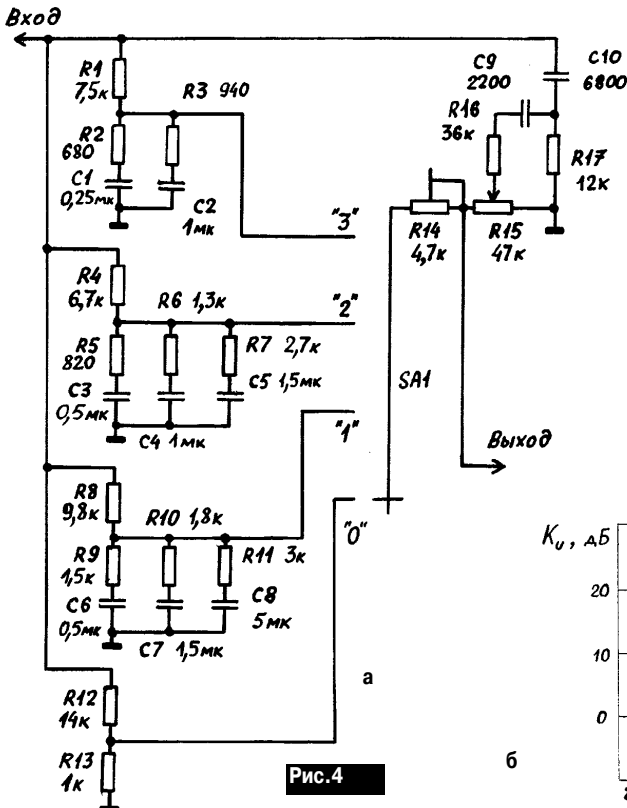 Вход
R1
7,5к
R3 940
R2
680
C1
0,25мк
C2
1мк
"3"
C9
2200
C10
6800
R16
36к
R17
12к
R14
4,7к
R15
47к
R4
6,7к
R6 1,3к
"2"
R5
820
R7 2,7к
C3
0,5мк
C5 1,5мк
C4 1мк
SA1
"1"
Выход
R8
9,8к
R10 1,8к
"0"
R9
1,5к
R11 3к
C6
0,5мк
C8
5мк
C7 1,5мк
Ku, дБ
20
10
0
а
R12
14к
R13
1к
Рис.4
б